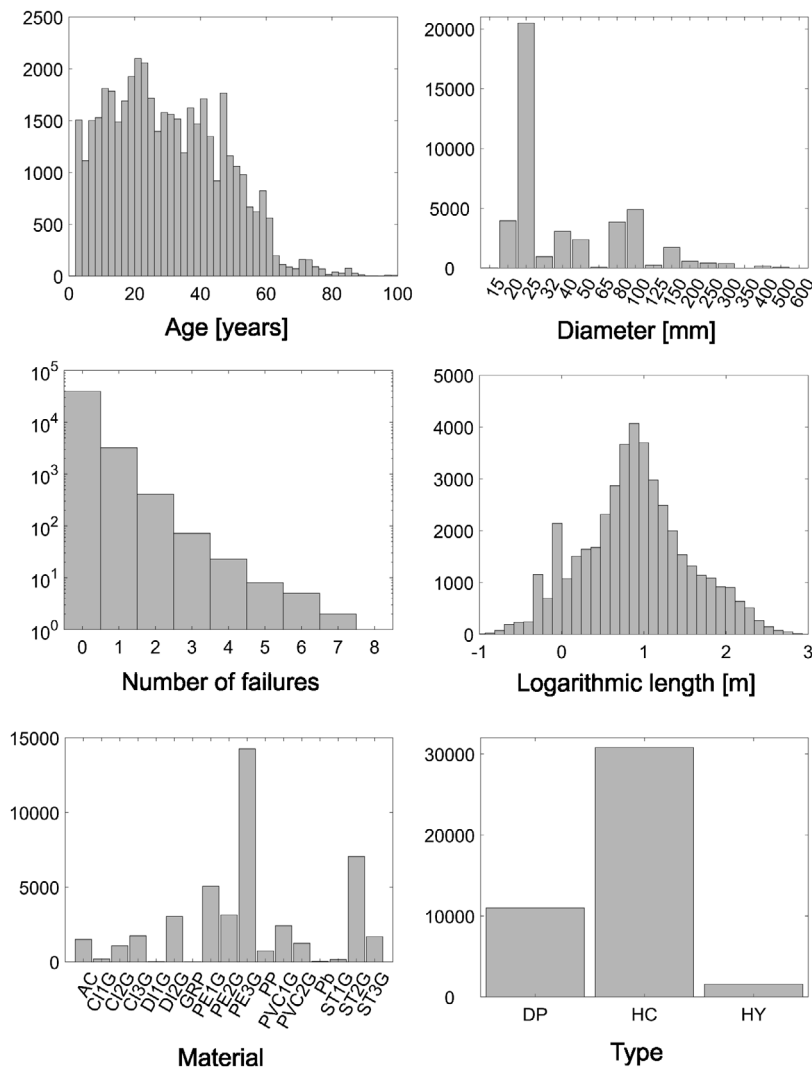 2500
2000
1500
1000
500
0
0 20 40 60 80 100
Age [years]
20000
15000
10000
5000
0
15 20 25 32 40 50 65 80 100 125 150 200 250 300 350 400 500 600
Diameter [mm]
10^5
10^4
10^3
10^2
10^1
10^0
0 1 2 3 4 5 6 7 8
Number of failures
5000
4000
3000
2000
1000
0
-1 0 1 2 3
Logarithmic length [m]
15000
10000
5000
0
AC CI1G CI2G CI3G DI1G DI2G GRP PE1G PE2G PE3G PP PVC1G PVC2G Pb ST1G ST2G ST3G
Material
30000
20000
10000
0
DP HC HY
Type